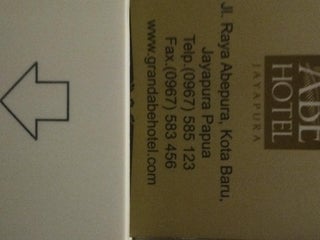 ABE
HOTEL
JAYAPURA
Jl. Raya Abepura, Kota Baru,
Jayapura Papua
Telp.(0967) 585 123
Fax.(0967) 583 456
www.grandabehotel.com